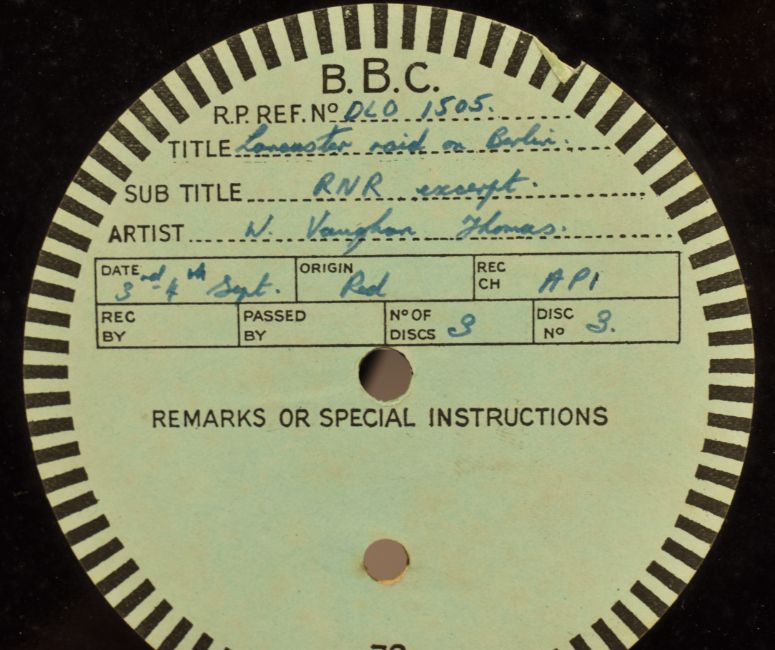 B.B.C.
R.P. REF. Nº DLO 1505.
TITLE Lancaster raid on Berlin.
SUB TITLE RNR excerpt.
ARTIST W. Vaughan Thomas.
DATE 3rd-4th Sept. ORIGIN Red REC CH AP1
REC BY PASSED BY Nº OF DISCS 3 DISC Nº 3.
REMARKS OR SPECIAL INSTRUCTIONS
78